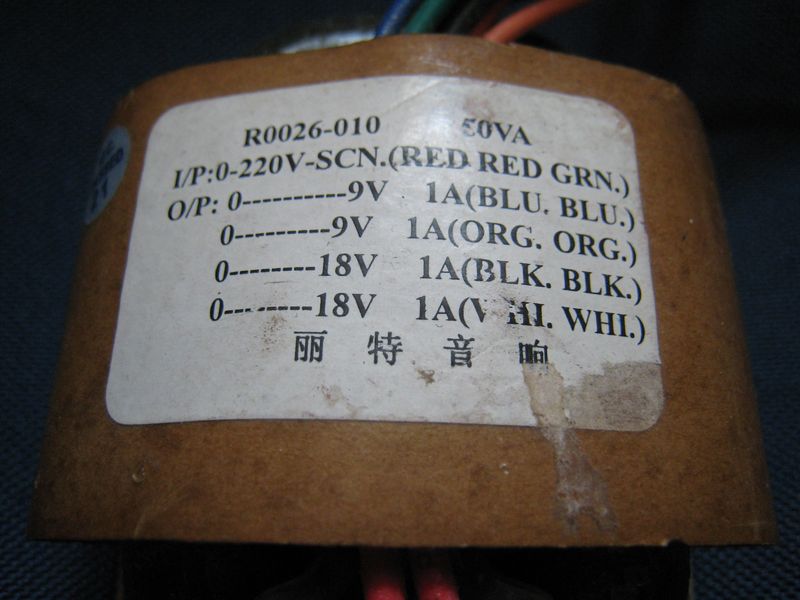 R0026-010 50VA
I/P:0-220V-SCN.(RED RED GRN.)
O/P: 0----------9V 1A(BLU. BLU.)
0---------9V 1A(ORG. ORG.)
0--------18V 1A(BLK. BLK.)
0--------18V 1A(WHI. WHI.)
丽特音响